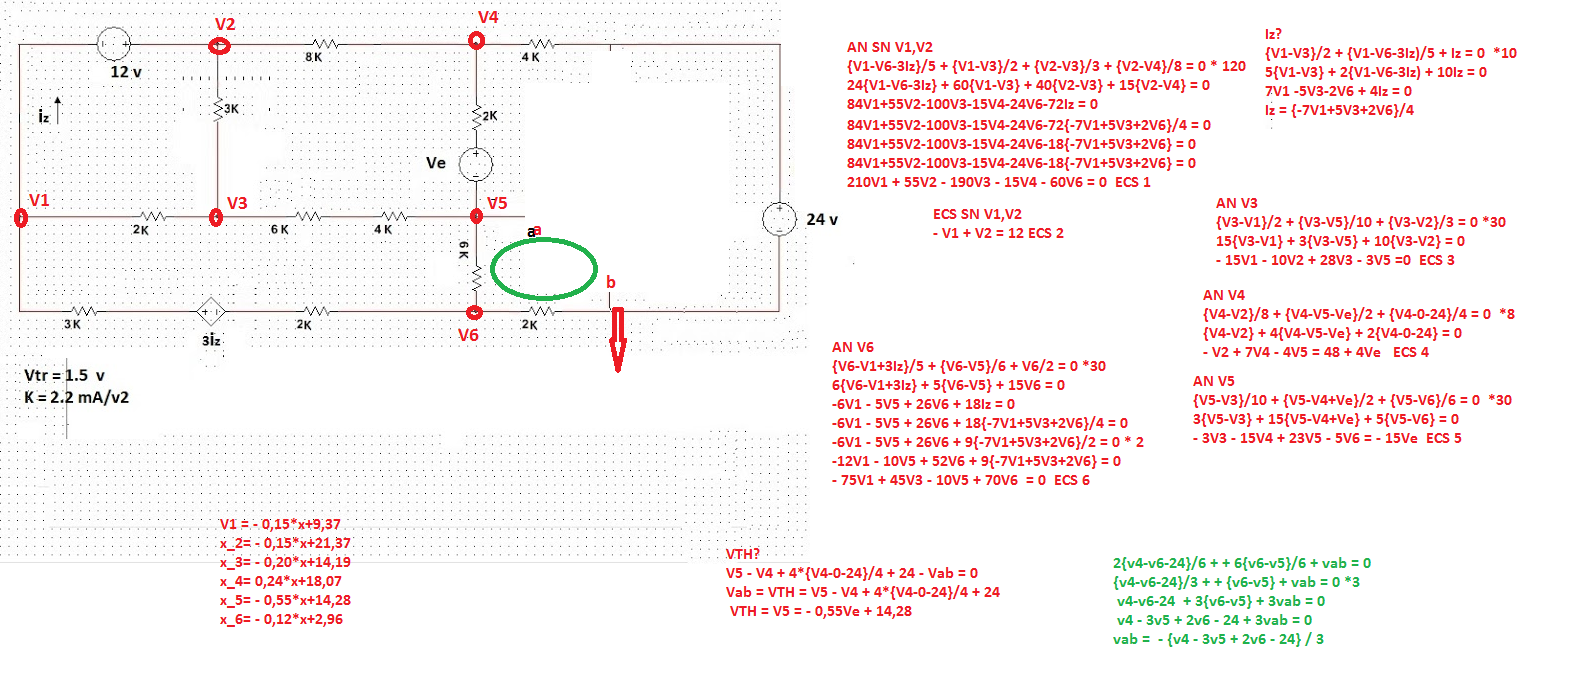 V2
V4
12 v
8K
4K
iz
3K
2K
Ve
V1
V3
V5
24 v
2K
6K
4K
a
a
6K
b
3K
3iz
2K
V6
2K
Vtr = 1.5 v
K = 2.2 mA/v2
AN SN V1,V2
{V1-V6-3Iz}/5 + {V1-V3}/2 + {V2-V3}/3 + {V2-V4}/8 = 0 * 120
24{V1-V6-3Iz} + 60{V1-V3} + 40{V2-V3} + 15{V2-V4} = 0
84V1+55V2-100V3-15V4-24V6-72Iz = 0
84V1+55V2-100V3-15V4-24V6-72{-7V1+5V3+2V6}/4 = 0
84V1+55V2-100V3-15V4-24V6-18{-7V1+5V3+2V6} = 0
84V1+55V2-100V3-15V4-24V6-18{-7V1+5V3+2V6} = 0
210V1 + 55V2 - 190V3 - 15V4 - 60V6 = 0 ECS 1
ECS SN V1,V2
- V1 + V2 = 12 ECS 2
Iz?
{V1-V3}/2 + {V1-V6-3Iz}/5 + Iz = 0 *10
5{V1-V3} + 2{V1-V6-3Iz) + 10Iz = 0
7V1 -5V3-2V6 + 4Iz = 0
Iz = {-7V1+5V3+2V6}/4
AN V3
{V3-V1}/2 + {V3-V5}/10 + {V3-V2}/3 = 0 *30
15{V3-V1} + 3{V3-V5} + 10{V3-V2} = 0
- 15V1 - 10V2 + 28V3 - 3V5 =0 ECS 3
AN V4
{V4-V2}/8 + {V4-V5-Ve}/2 + {V4-0-24}/4 = 0 *8
{V4-V2} + 4{V4-V5-Ve} + 2{V4-0-24} = 0
- V2 + 7V4 - 4V5 = 48 + 4Ve ECS 4
AN V5
{V5-V3}/10 + {V5-V4+Ve}/2 + {V5-V6}/6 = 0 *30
3{V5-V3} + 15{V5-V4+Ve} + 5{V5-V6} = 0
- 3V3 - 15V4 + 23V5 - 5V6 = - 15Ve ECS 5
AN V6
{V6-V1+3Iz}/5 + {V6-V5}/6 + V6/2 = 0 *30
6{V6-V1+3Iz} + 5{V6-V5} + 15V6 = 0
-6V1 - 5V5 + 26V6 + 18Iz = 0
-6V1 - 5V5 + 26V6 + 18{-7V1+5V3+2V6}/4 = 0
-6V1 - 5V5 + 26V6 + 9{-7V1+5V3+2V6}/2 = 0 * 2
-12V1 - 10V5 + 52V6 + 9{-7V1+5V3+2V6} = 0
- 75V1 + 45V3 - 10V5 + 70V6 = 0 ECS 6
V1 = - 0,15*x+9,37
x_2= - 0,15*x+21,37
x_3= - 0,20*x+14,19
x_4= 0,24*x+18,07
x_5= - 0,55*x+14,28
x_6= - 0,12*x+2,96
VTH?
V5 - V4 + 4*{V4-0-24}/4 + 24 - Vab = 0
Vab = VTH = V5 - V4 + 4*{V4-0-24}/4 + 24
VTH = V5 = - 0,55Ve + 14,28
2{v4-v6-24}/6 + + 6{v6-v5}/6 + vab = 0
{v4-v6-24}/3 + + {v6-v5} + vab = 0 *3
v4-v6-24 + 3{v6-v5} + 3vab = 0
v4 - 3v5 + 2v6 - 24 + 3vab = 0
vab = - {v4 - 3v5 + 2v6 - 24} / 3